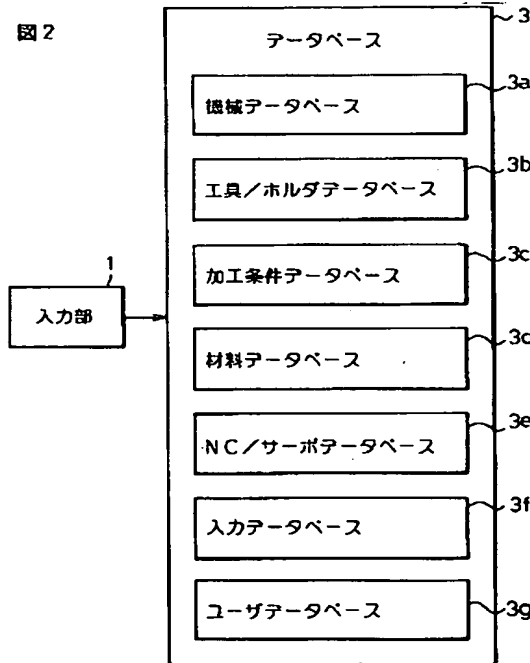 図2
3
データベース
3a
機械データベース
3b
工具/ホルダデータベース
3c
加工条件データベース
1
入力部
3d
材料データベース
3e
NC/サーボデータベース
3f
入力データベース
3g
ユーザデータベース